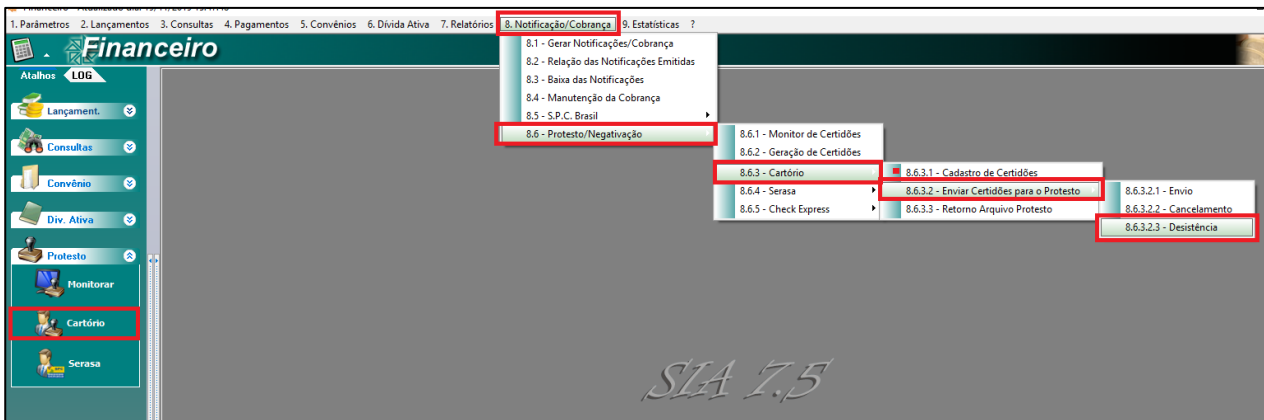 1. Parâmetros 2. Lançamentos 3. Consultas 4. Pagamentos 5. Convênios 6. Dívida Ativa 7. Relatórios 8. Notificação/Cobrança 9. Estatísticas ?
Financeiro
Atalhos LOG
Lançament.
Consultas
Convênio
Div. Ativa
Protesto
Monitorar
Cartório
Serasa
8.1 - Gerar Notificações/Cobrança
8.2 - Relação das Notificações Emitidas
8.3 - Baixa das Notificações
8.4 - Manutenção da Cobrança
8.5 - S.P.C. Brasil
8.6 - Protesto/Negativação
8.6.1 - Monitor de Certidões
8.6.2 - Geração de Certidões
8.6.3 - Cartório
8.6.4 - Serasa
8.6.5 - Check Express
8.6.3.1 - Cadastro de Certidões
8.6.3.2 - Enviar Certidões para o Protesto
8.6.3.3 - Retorno Arquivo Protesto
8.6.3.2.1 - Envio
8.6.3.2.2 - Cancelamento
8.6.3.2.3 - Desistência
SIA 7.5